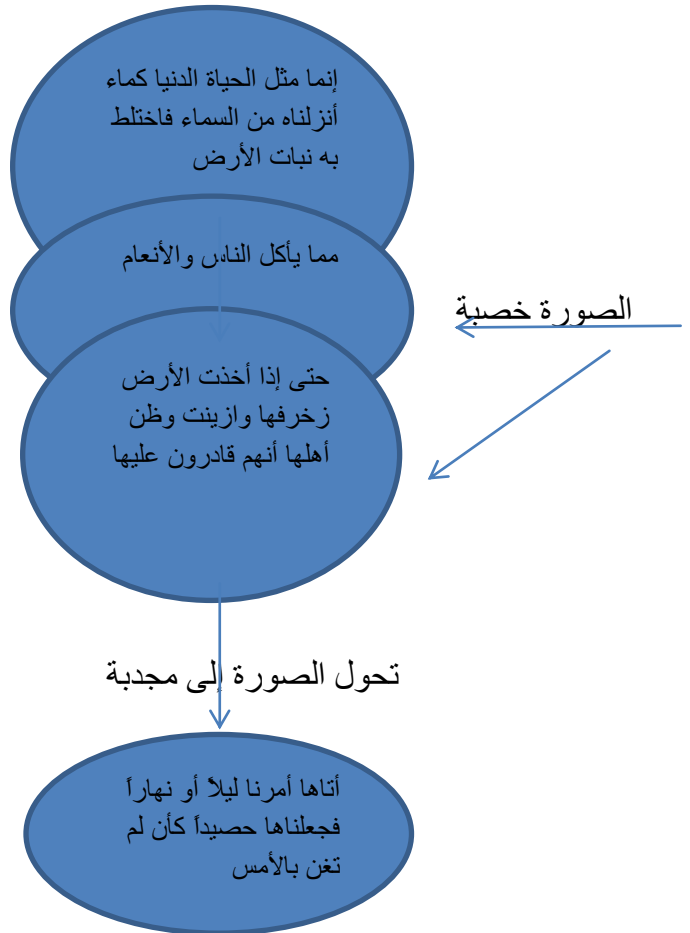 إنما مثل الحياة الدنيا كماء
أنزلناه من السماء فاختلط
به نبات الأرض
مما يأكل الناس والأنعام
الصورة خصبة
حتى إذا أخذت الأرض
زخرفها وازينت وظن
أهلها أنهم قادرون عليها
تحول الصورة إلى مجدبة
أتاها أمرنا ليلاً أو نهاراً
فجعلناها حصيداً كأن لم
تغن بالأمس